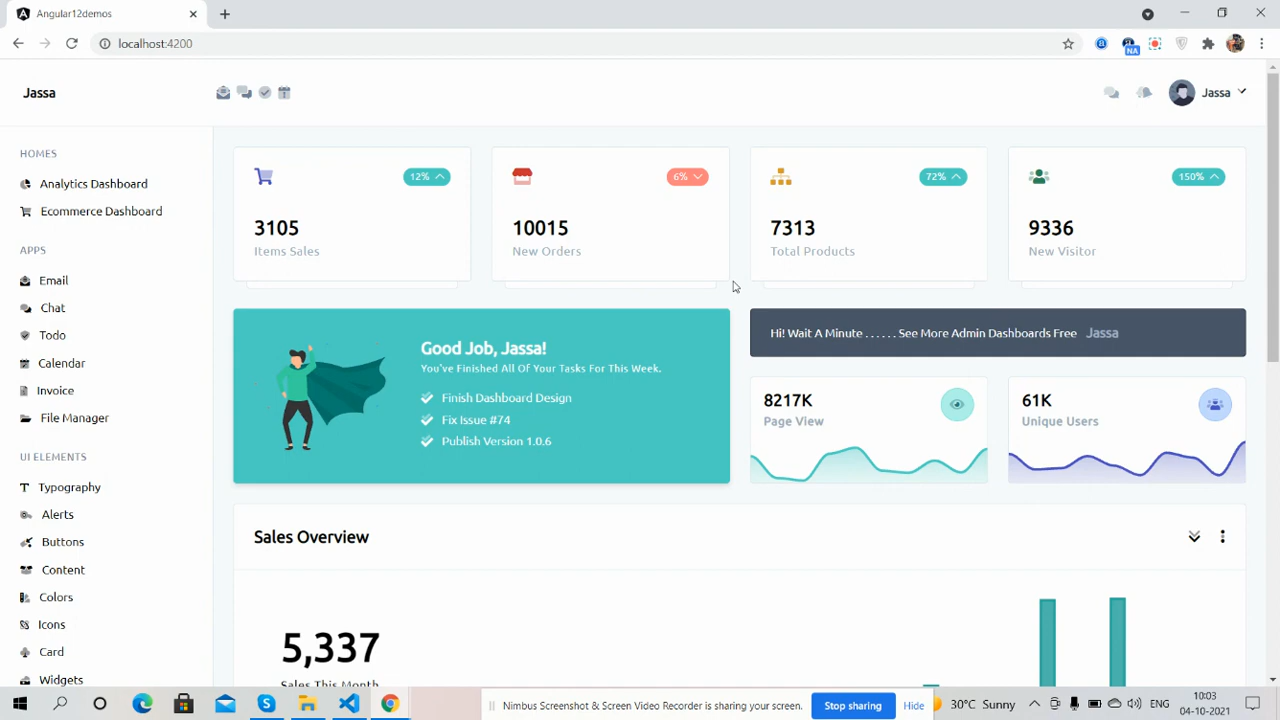 Angular12demos
localhost:4200
NA
Jassa
Jassa
HOMES
Analytics Dashboard
Ecommerce Dashboard
APPS
Email
Chat
Todo
Calendar
Invoice
File Manager
UI ELEMENTS
Typography
Alerts
Buttons
Content
Colors
Icons
Card
Widgets
12%
3105
Items Sales
6%
10015
New Orders
72%
7313
Total Products
150%
9336
New Visitor
Good Job, Jassa!
You've Finished All Of Your Tasks For This Week.
Finish Dashboard Design
Fix Issue #74
Publish Version 1.0.6
Hi! Wait A Minute . . . . . . See More Admin Dashboards Free Jassa
8217K
Page View
61K
Unique Users
Sales Overview
5,337
Sales This Month
Nimbus Screenshot & Screen Video Recorder is sharing your screen.
Stop sharing
Hide
30°C Sunny
ENG
10:03
04-10-2021